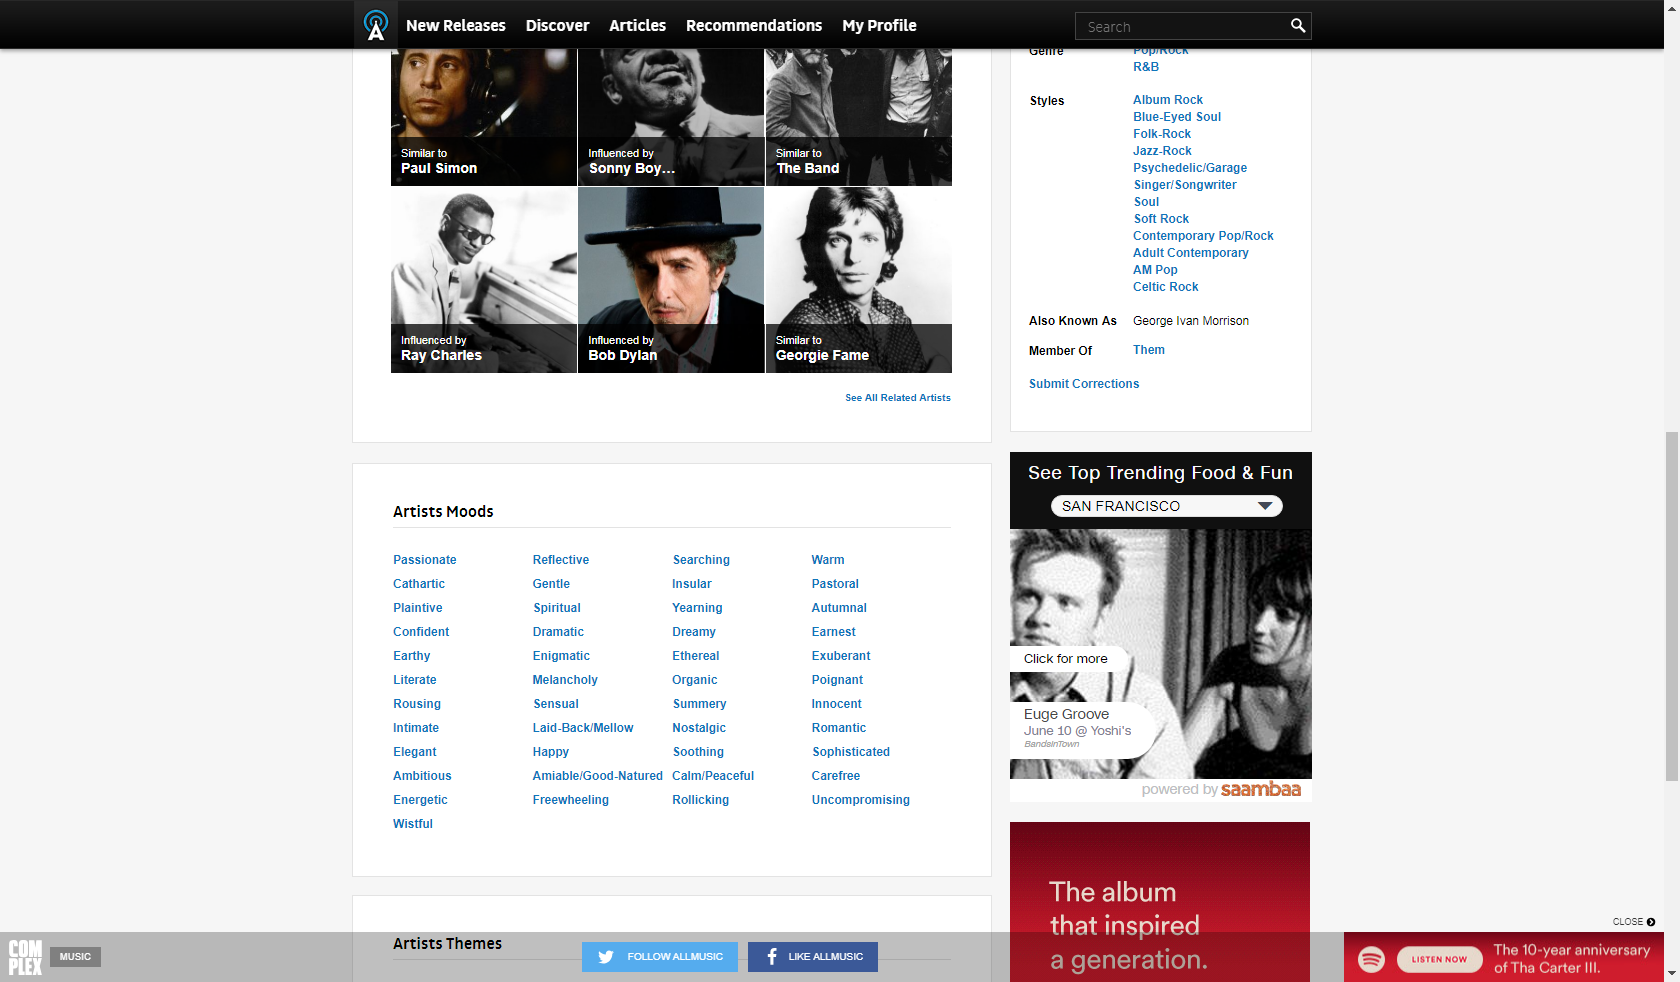 New Releases
Discover
Articles
Recommendations
My Profile
Search
Similar to
Paul Simon
Influenced by
Sonny Boy...
Similar to
The Band
Influenced by
Ray Charles
Influenced by
Bob Dylan
Similar to
Georgie Fame
See All Related Artists
Genre
Pop/Rock
R&B
Styles
Album Rock
Blue-Eyed Soul
Folk-Rock
Jazz-Rock
Psychedelic/Garage
Singer/Songwriter
Soul
Soft Rock
Contemporary Pop/Rock
Adult Contemporary
AM Pop
Celtic Rock
Also Known As George Ivan Morrison
Member Of Them
Submit Corrections
Artists Moods
Passionate Reflective Searching Warm
Cathartic Gentle Insular Pastoral
Plaintive Spiritual Yearning Autumnal
Confident Dramatic Dreamy Earnest
Earthy Enigmatic Ethereal Exuberant
Literate Melancholy Organic Poignant
Rousing Sensual Summery Innocent
Intimate Laid-Back/Mellow Nostalgic Romantic
Elegant Happy Soothing Sophisticated
Ambitious Amiable/Good-Natured Calm/Peaceful Carefree
Energetic Freewheeling Rollicking Uncompromising
Wistful
See Top Trending Food & Fun
SAN FRANCISCO
Click for more
Euge Groove
June 10 @ Yoshi's
BandsInTown
powered by saambaa
The album
that inspired
a generation.
Artists Themes
CLOSE
COM
PLEX
MUSIC
FOLLOW ALLMUSIC
LIKE ALLMUSIC
LISTEN NOW
The 10-year anniversary
of Tha Carter III.